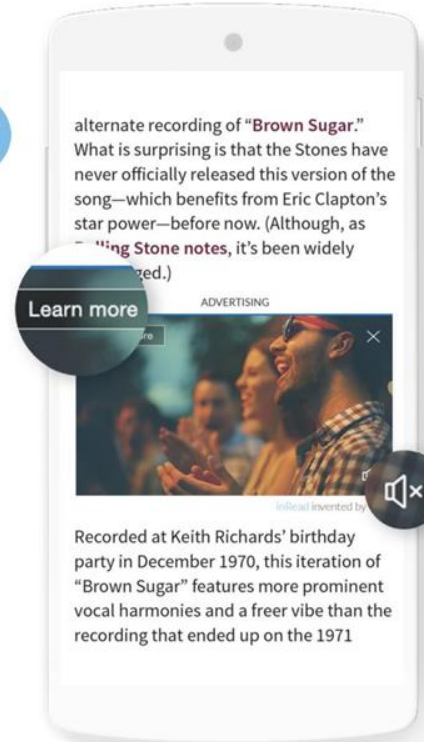 alternate recording of “Brown Sugar.”
What is surprising is that the Stones have
never officially released this version of the
song—which benefits from Eric Clapton’s
star power—before now. (Although, as
Rolling Stone notes, it’s been widely
ged.)
Learn more
ADVERTISING
inRead invented by
Recorded at Keith Richards’ birthday
party in December 1970, this iteration of
“Brown Sugar” features more prominent
vocal harmonies and a freer vibe than the
recording that ended up on the 1971